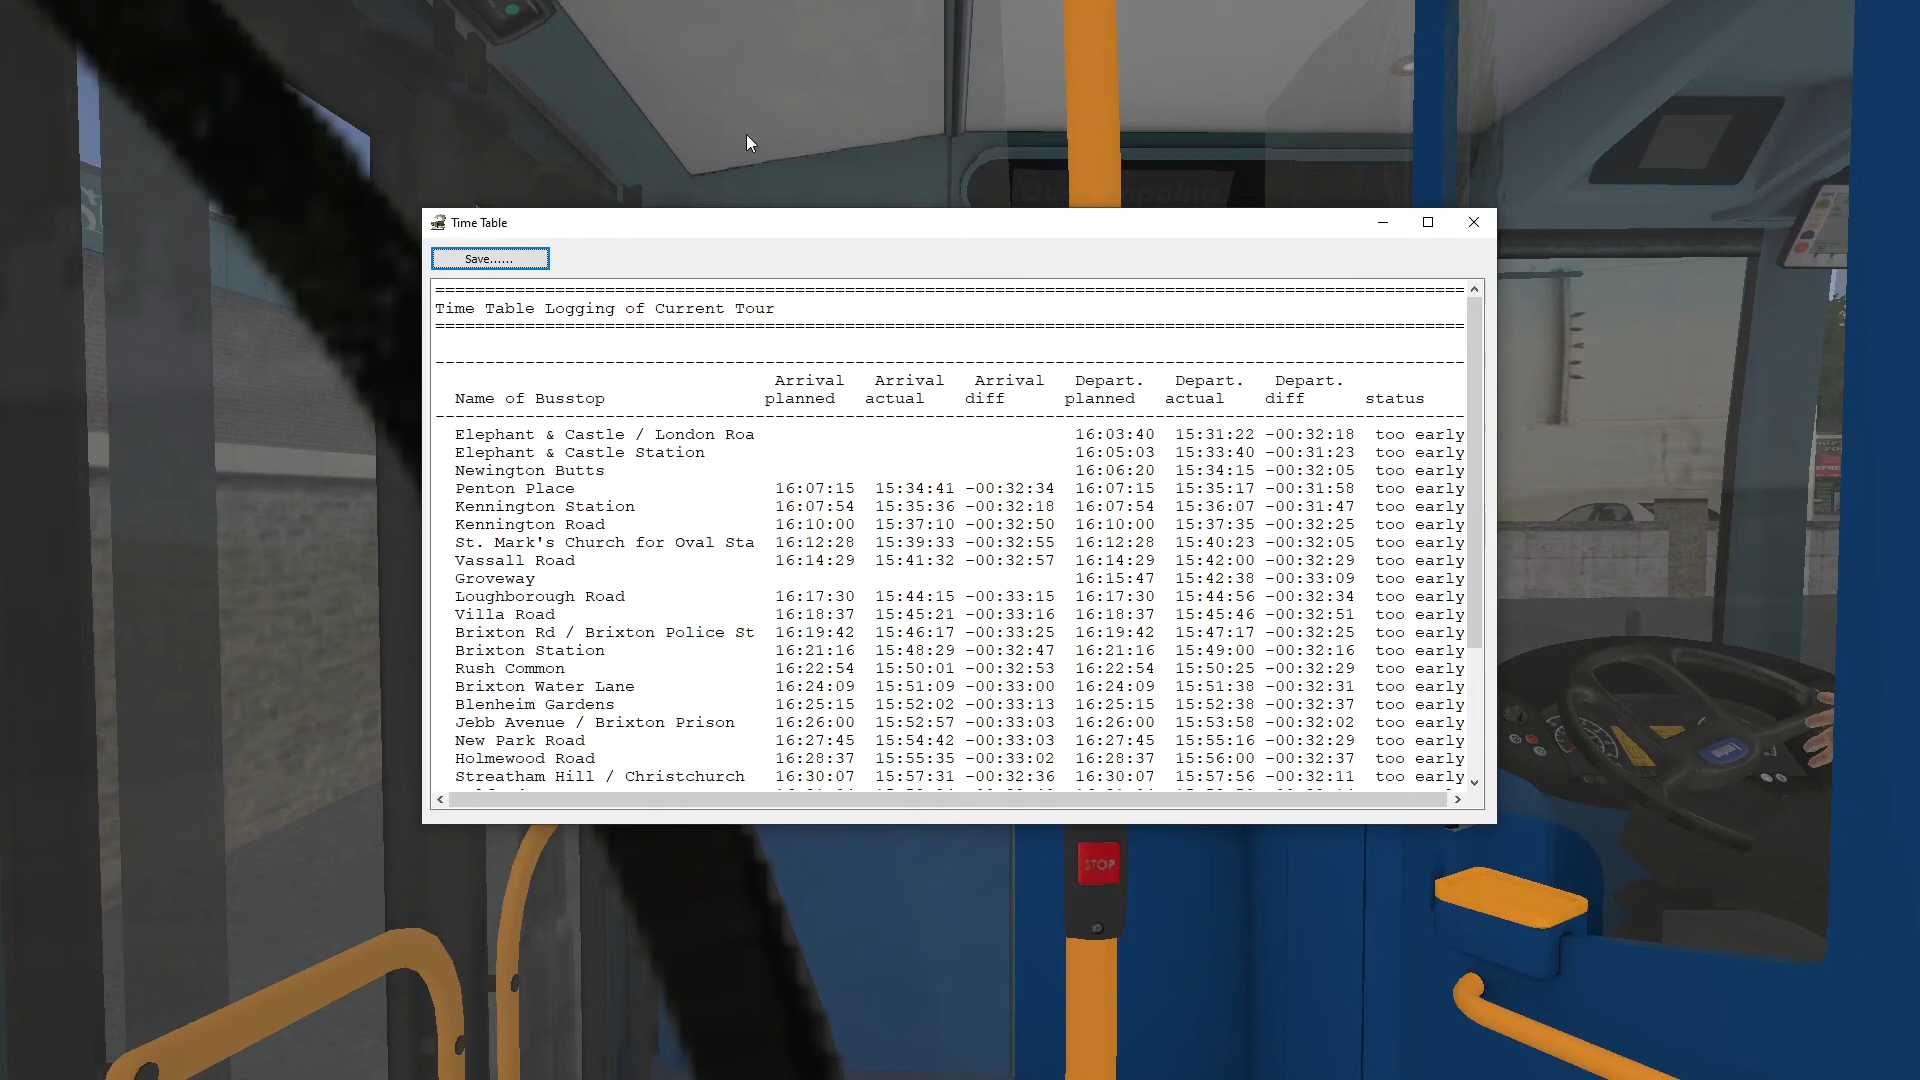 Time Table
Save......
==========================================================================================================
Time Table Logging of Current Tour
==========================================================================================================
----------------------------------------------------------------------------------------------------------
Arrival Arrival Arrival Depart. Depart. Depart.
Name of Busstop planned actual diff planned actual diff status
----------------------------------------------------------------------------------------------------------
Elephant & Castle / London Roa 16:03:40 15:31:22 -00:32:18 too early
Elephant & Castle Station 16:05:03 15:33:40 -00:31:23 too early
Newington Butts 16:06:20 15:34:15 -00:32:05 too early
Penton Place 16:07:15 15:34:41 -00:32:34 16:07:15 15:35:17 -00:31:58 too early
Kennington Station 16:07:54 15:35:36 -00:32:18 16:07:54 15:36:07 -00:31:47 too early
Kennington Road 16:10:00 15:37:10 -00:32:50 16:10:00 15:37:35 -00:32:25 too early
St. Mark's Church for Oval Sta 16:12:28 15:39:33 -00:32:55 16:12:28 15:40:23 -00:32:05 too early
Vassall Road 16:14:29 15:41:32 -00:32:57 16:14:29 15:42:00 -00:32:29 too early
Groveway 16:15:47 15:42:38 -00:33:09 too early
Loughborough Road 16:17:30 15:44:15 -00:33:15 16:17:30 15:44:56 -00:32:34 too early
Villa Road 16:18:37 15:45:21 -00:33:16 16:18:37 15:45:46 -00:32:51 too early
Brixton Rd / Brixton Police St 16:19:42 15:46:17 -00:33:25 16:19:42 15:47:17 -00:32:25 too early
Brixton Station 16:21:16 15:48:29 -00:32:47 16:21:16 15:49:00 -00:32:16 too early
Rush Common 16:22:54 15:50:01 -00:32:53 16:22:54 15:50:25 -00:32:29 too early
Brixton Water Lane 16:24:09 15:51:09 -00:33:00 16:24:09 15:51:38 -00:32:31 too early
Blenheim Gardens 16:25:15 15:52:02 -00:33:13 16:25:15 15:52:38 -00:32:37 too early
Jebb Avenue / Brixton Prison 16:26:00 15:52:57 -00:33:03 16:26:00 15:53:58 -00:32:02 too early
New Park Road 16:27:45 15:54:42 -00:33:03 16:27:45 15:55:16 -00:32:29 too early
Holmewood Road 16:28:37 15:55:35 -00:33:02 16:28:37 15:56:00 -00:32:37 too early
Streatham Hill / Christchurch 16:30:07 15:57:31 -00:32:36 16:30:07 15:57:56 -00:32:11 too early
STOP